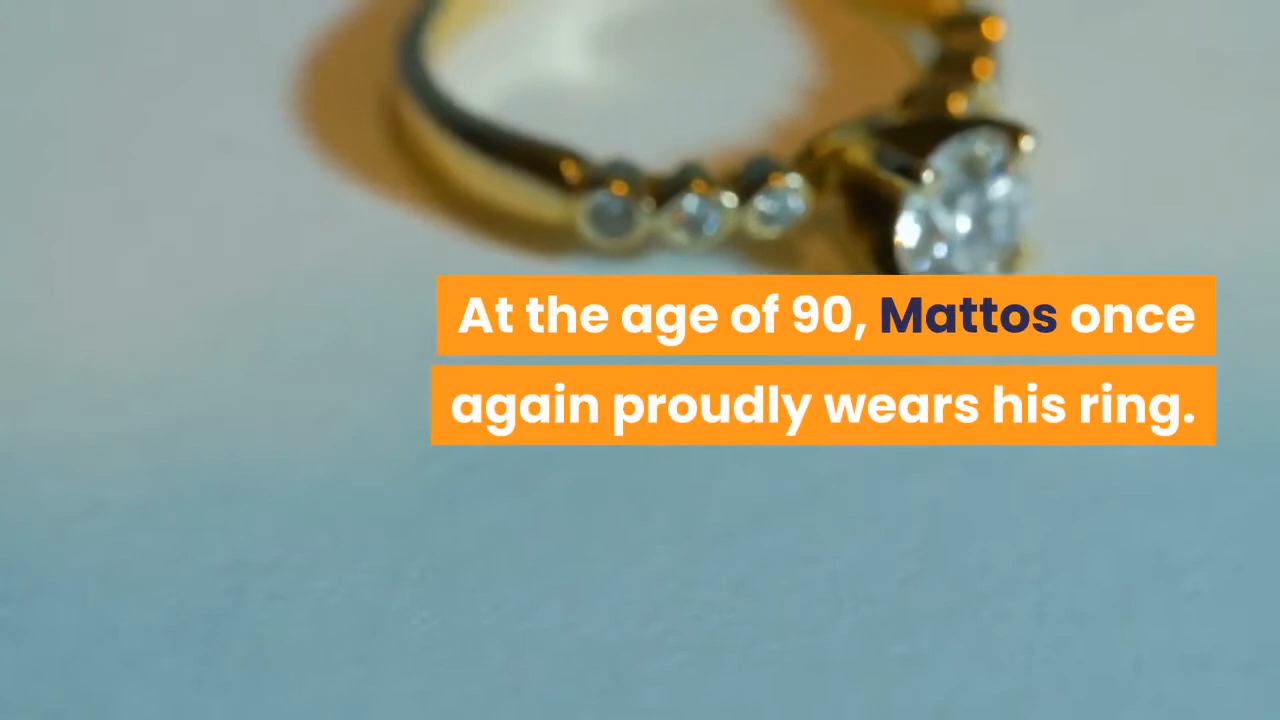 At the age of 90, Mattos once
again proudly wears his ring.